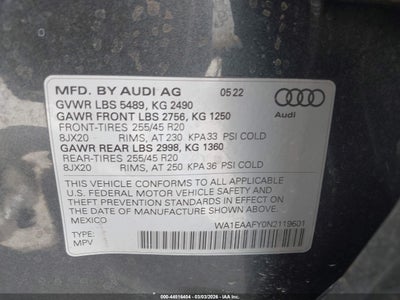 MFD. BY AUDI AG 05 22
GVWR LBS 5489, KG 2490
GAWR FRONT LBS 2756, KG 1250
FRONT-TIRES 255/45 R20
8JX20 RIMS, AT 230 KPA 33 PSI COLD
GAWR REAR LBS 2998, KG 1360
REAR-TIRES 255/45 R20
8JX20 RIMS, AT 250 KPA 36 PSI COLD
Audi
THIS VEHICLE CONFORMS TO ALL APPLICABLE
U.S. FEDERAL MOTOR VEHICLE SAFETY AND
THEFT PREVENTION STANDARDS IN EFFECT ON THE
DATE OF MANUFACTURE SHOWN ABOVE.
MEXICO
WA1EAAFY0N2119601
TYPE:
MPV
© IAAI: 44616404 | 03/03/2026 - CDT